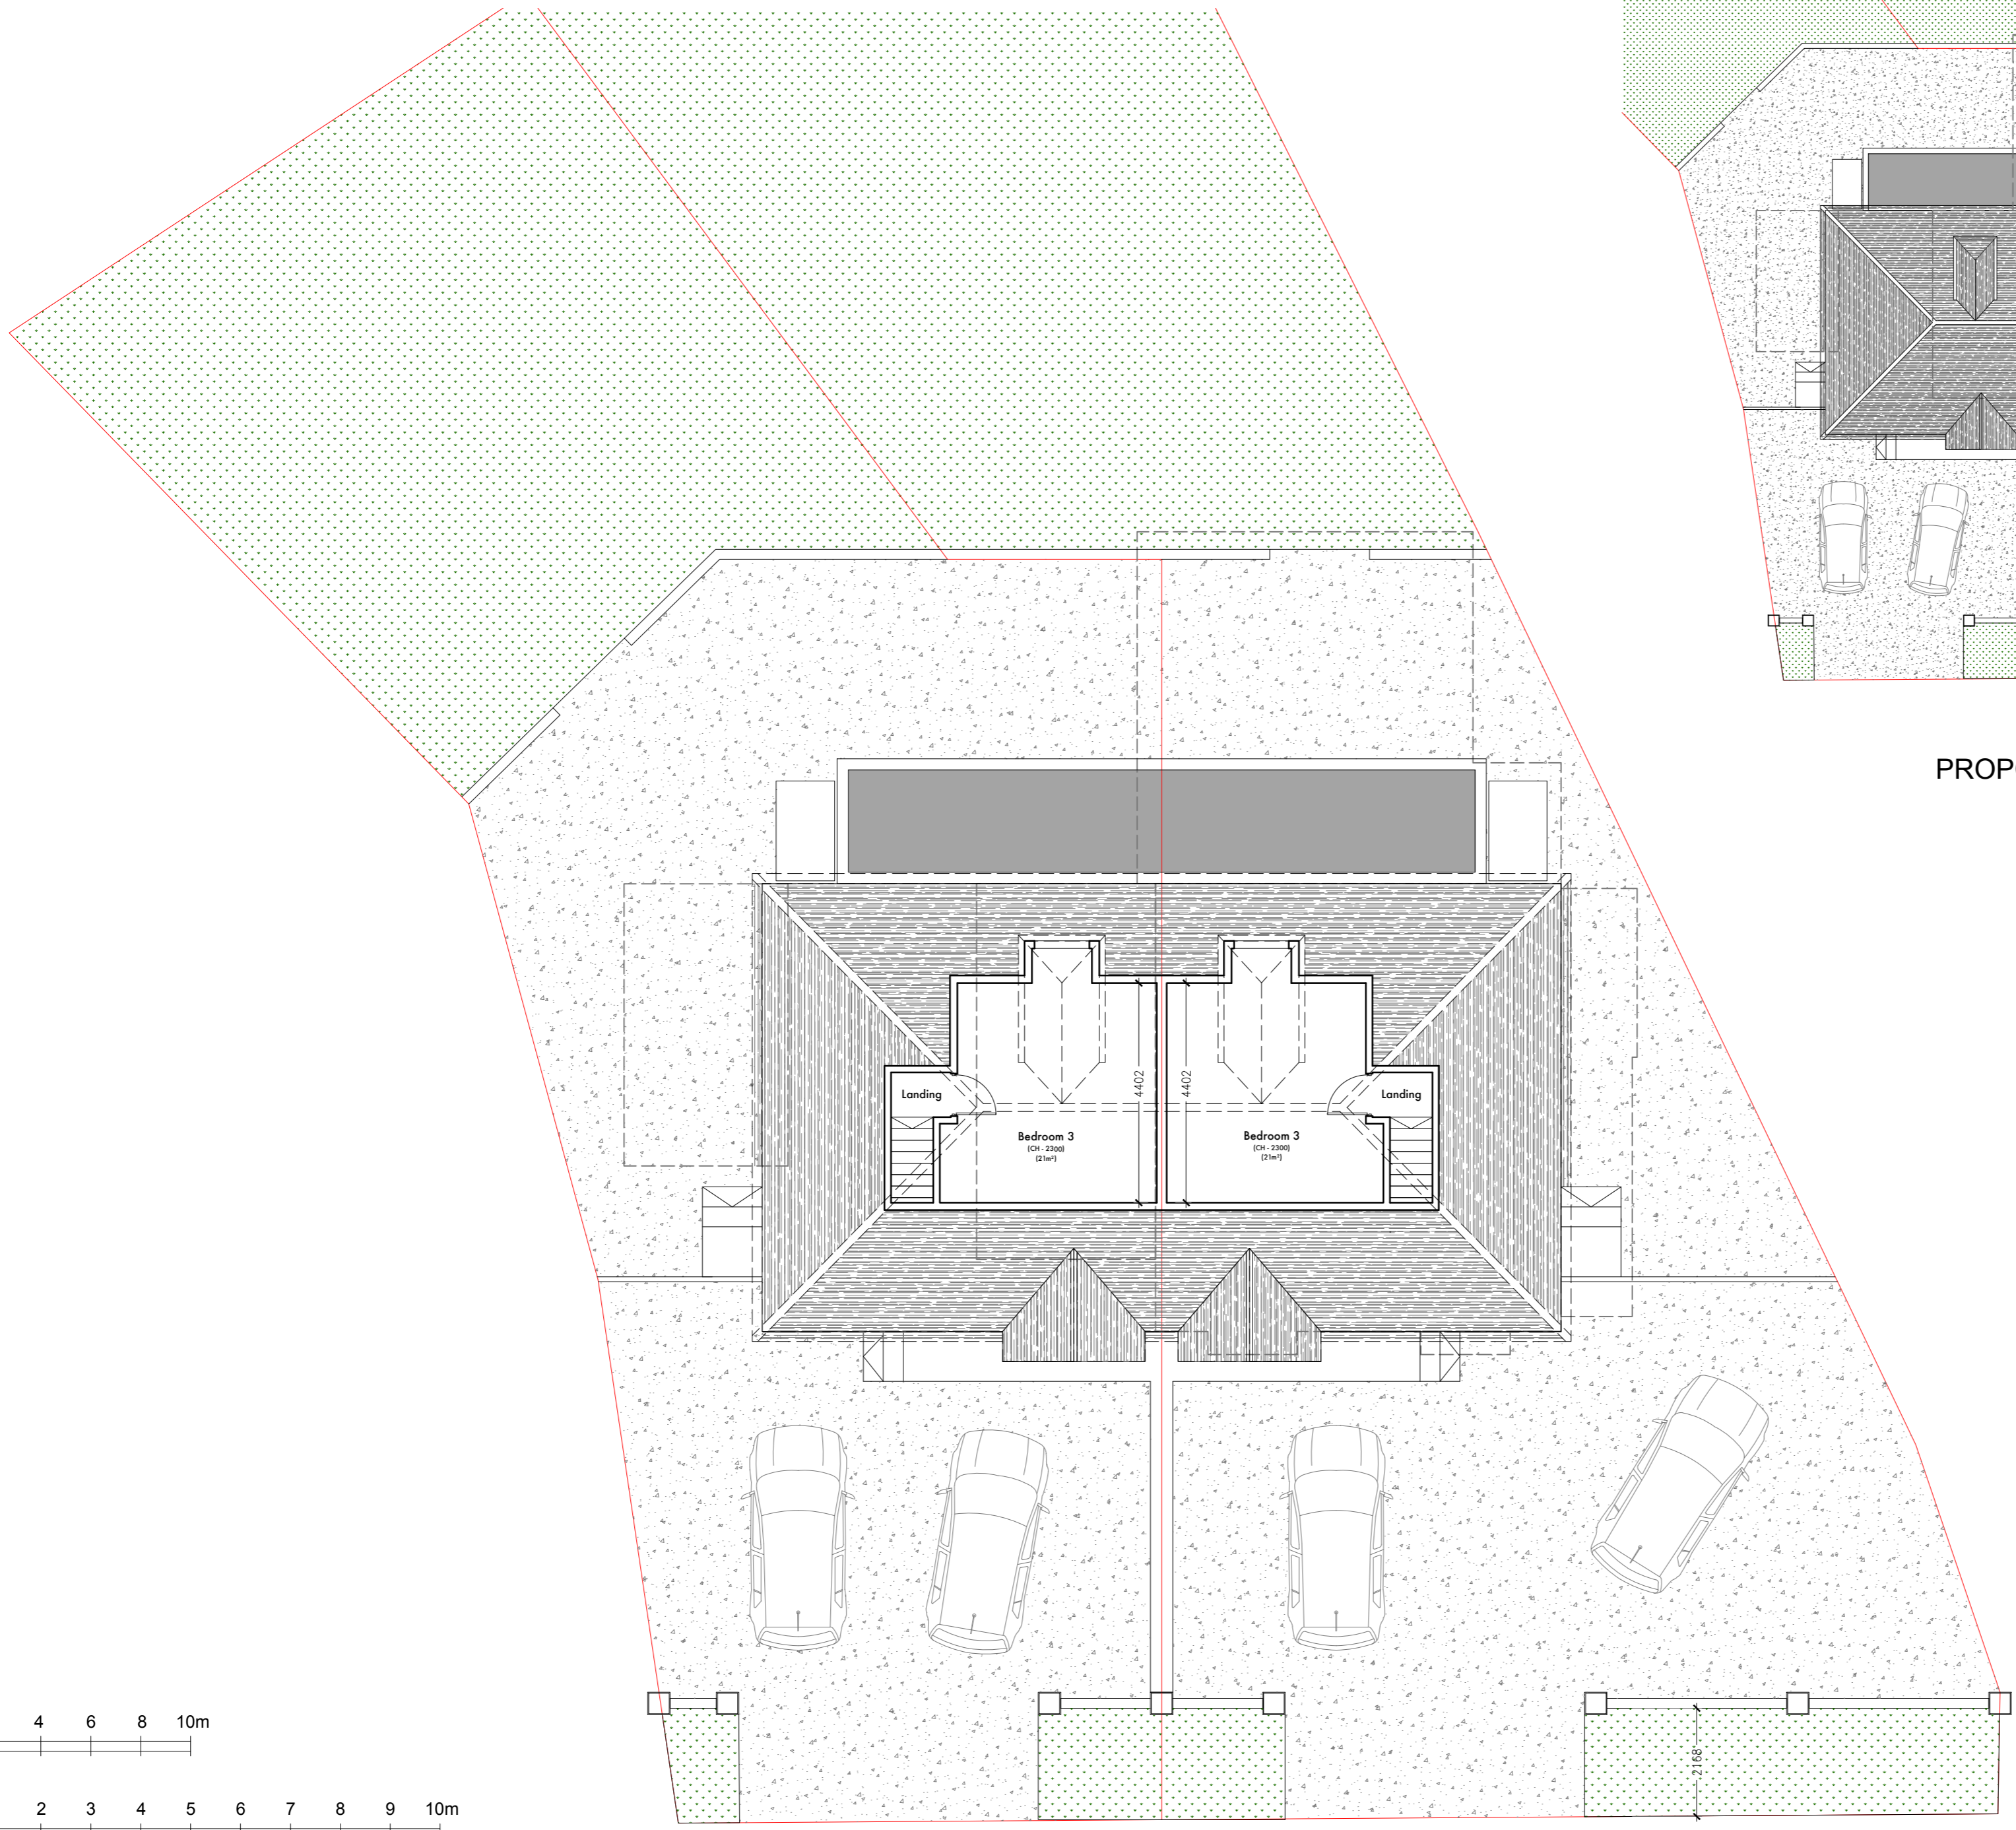 PROP
4402
4402
Landing
Landing
Bedroom 3
(CH - 2300)
(21m²)
Bedroom 3
(CH - 2300)
(21m²)
4 6 8 10m
2168
2 3 4 5 6 7 8 9 10m